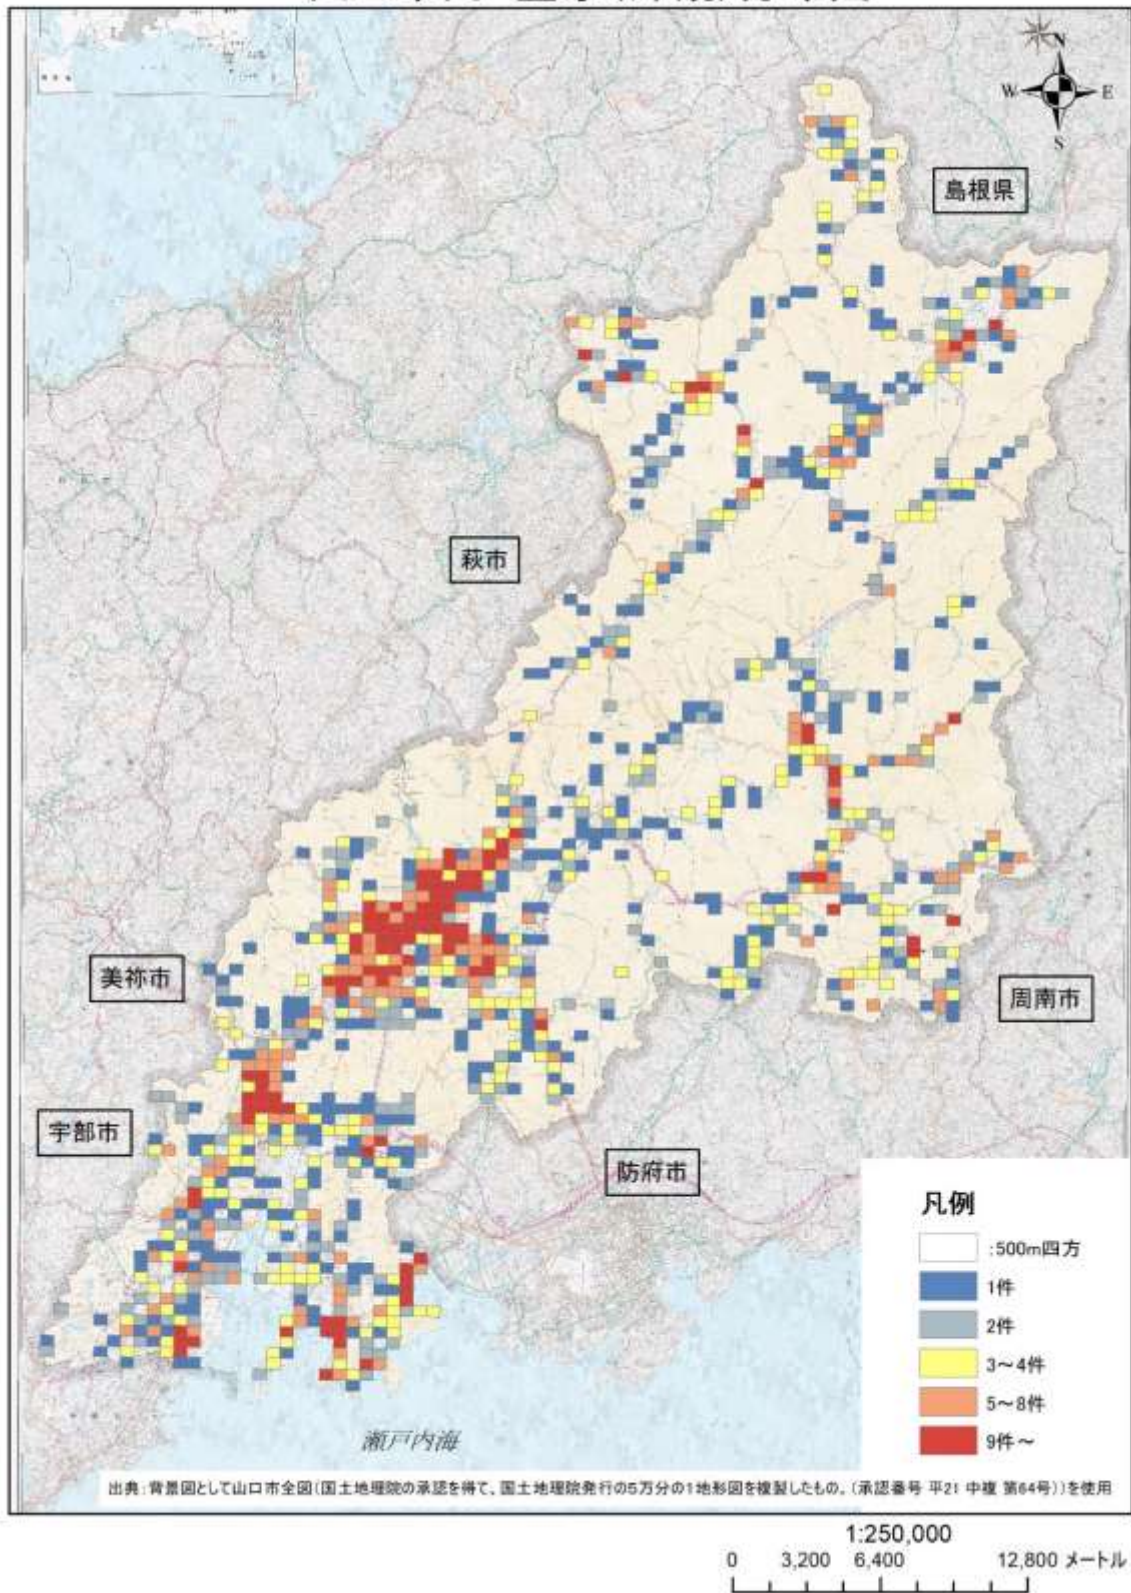 N
W E
S
島根県
萩市
美祢市
周南市
宇部市
防府市
凡例
:500m四方
1件
2件
3～4件
5～8件
9件～
瀬戸内海
出典：背景図として山口市全図（国土地理院の承認を得て、国土地理院発行の5万分の1地形図を複製したもの。（承認番号 平21 中複 第64号））を使用
1:250,000
0 3,200 6,400 12,800 メートル